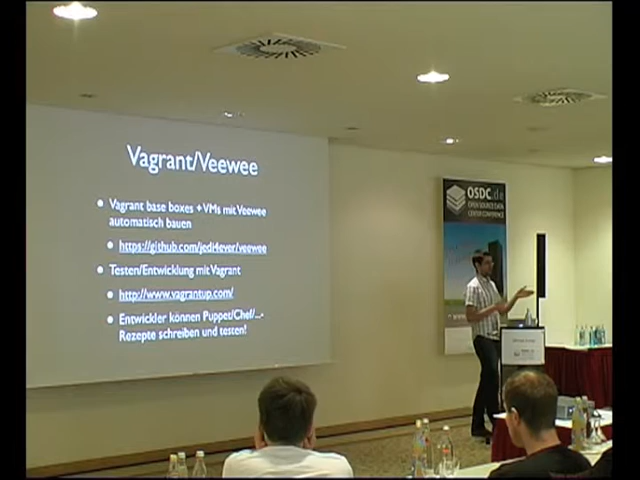 Vagrant/Veewee
• Vagrant base boxes + VMs mit Veewee
automatisch bauen
• https://github.com/jedi4ever/veewee
• Testen/Entwicklung mit Vagrant
• http://www.vagrantup.com/
• Entwickler können Puppet/Chef/...-
Rezepte schreiben und testen!
OSDC.de
OPEN SOURCE DATA
CENTER CONFERENCE